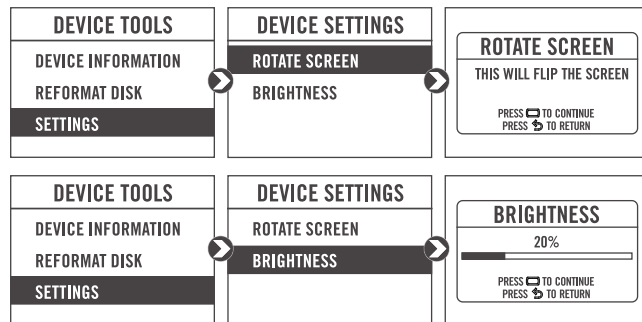 DEVICE TOOLS
DEVICE INFORMATION
REFORMAT DISK
SETTINGS
DEVICE SETTINGS
ROTATE SCREEN
BRIGHTNESS
ROTATE SCREEN
THIS WILL FLIP THE SCREEN
PRESS TO CONTINUE
PRESS TO RETURN
DEVICE TOOLS
DEVICE INFORMATION
REFORMAT DISK
SETTINGS
DEVICE SETTINGS
ROTATE SCREEN
BRIGHTNESS
BRIGHTNESS
20%
PRESS TO CONTINUE
PRESS TO RETURN